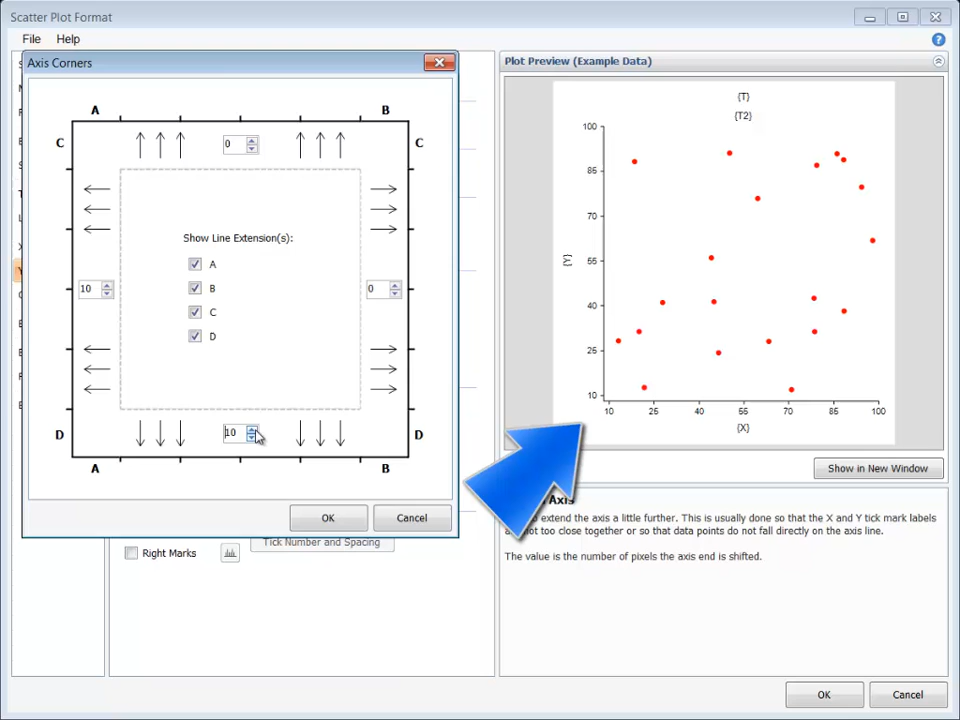 Scatter Plot Format
File Help
Axis Corners
A B
C C
0
Show Line Extension(s):
A
10 B 0
C
D
10
D D
A B
OK Cancel
Right Marks
Tick Number and Spacing
Plot Preview (Example Data)
{T}
{T2}
100
85
70
{Y}
55
40
25
10
10 25 40 55 70 85 100
{X}
Show in New Window
Axis
extend the axis a little further. This is usually done so that the X and Y tick mark labels
too close together or so that data points do not fall directly on the axis line.
The value is the number of pixels the axis end is shifted.
OK Cancel